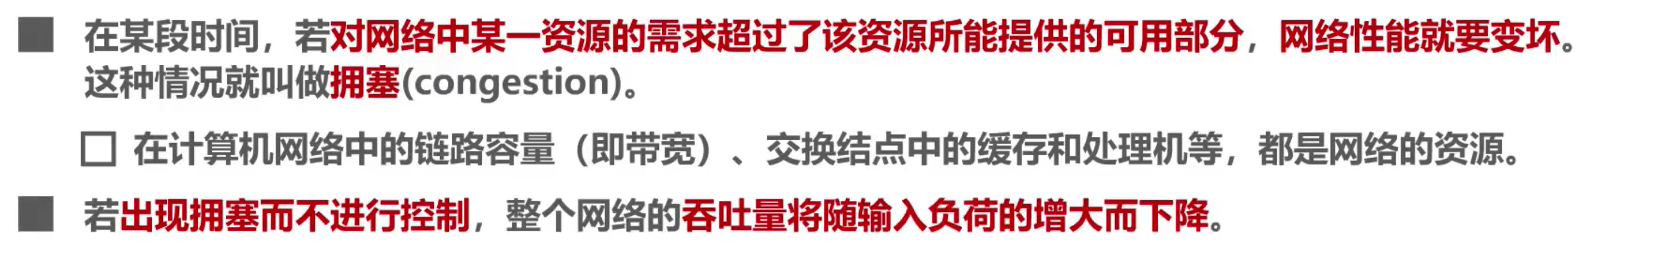 在某段时间，若对网络中某一资源的需求超过了该资源所能提供的可用部分，网络性能就要变坏。
这种情况就叫做拥塞(congestion)。
在计算机网络中的链路容量（即带宽）、交换结点中的缓存和处理机等，都是网络的资源。
若出现拥塞而不进行控制，整个网络的吞吐量将随输入负荷的增大而下降。